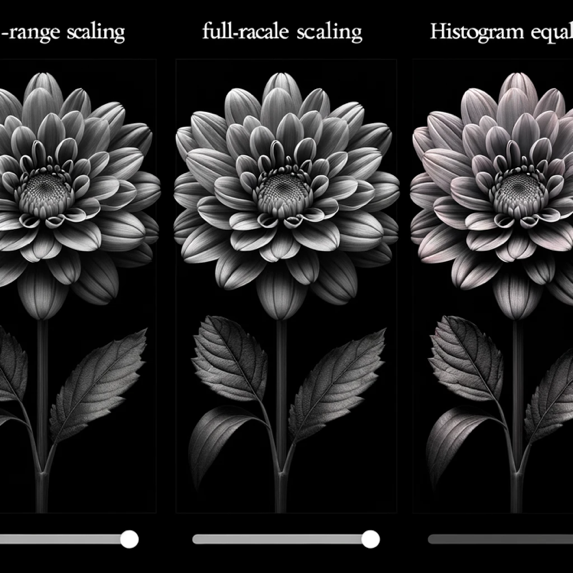 -range scaling
full-racale scaling
Histogram equal